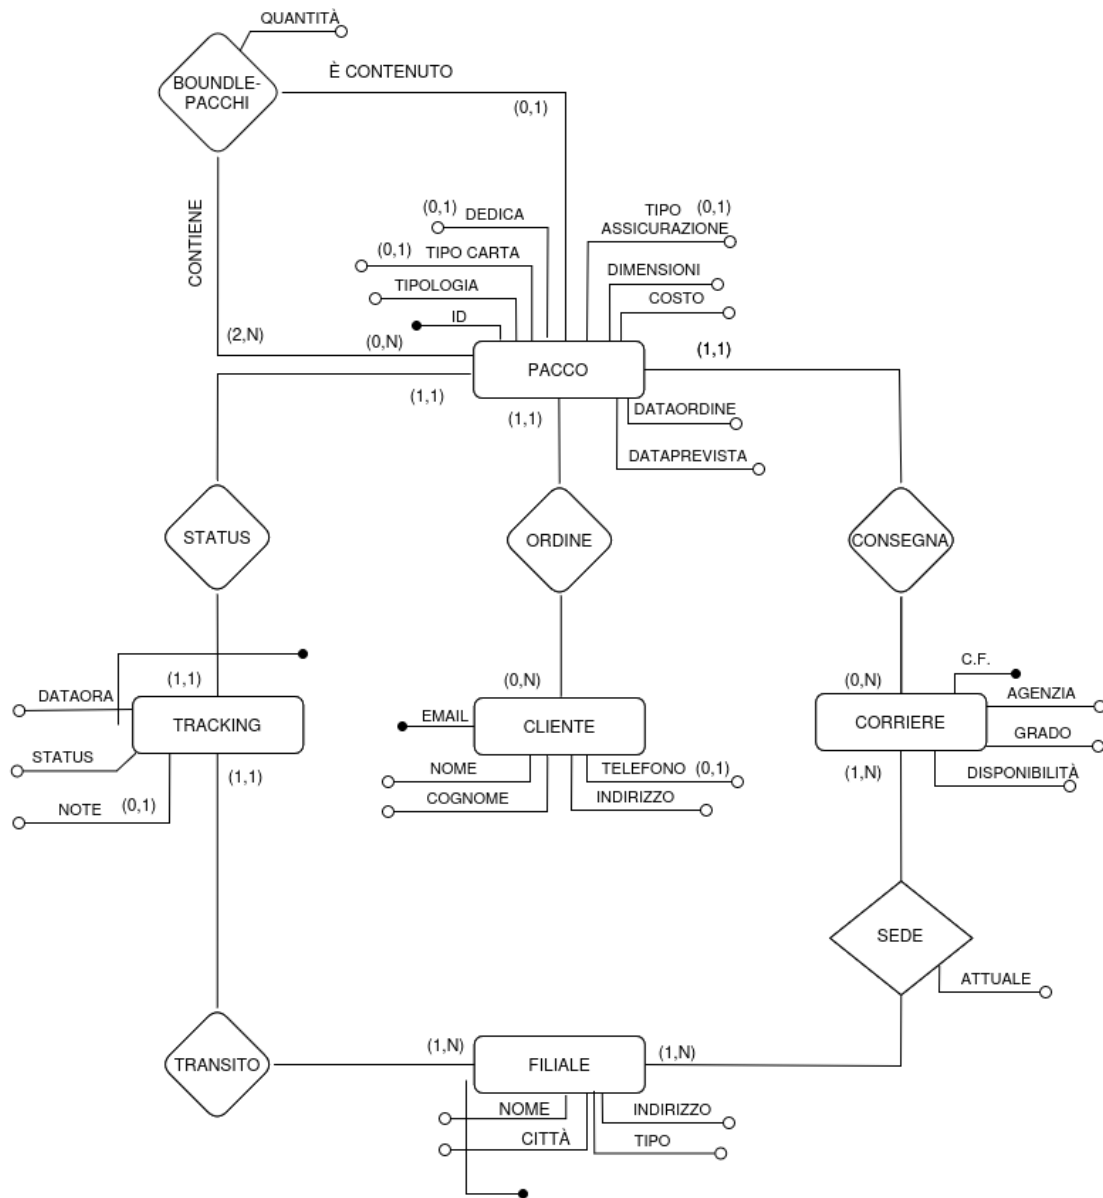 QUANTITÀ
BOUNDLE-
PACCHI
È CONTENUTO
(0,1)
CONTIENE
(0,1)
DEDICA
TIPO
(0,1)
ASSICURAZIONE
(0,1)
TIPO CARTA
DIMENSIONI
TIPOLOGIA
COSTO
ID
(2,N)
(0,N)
(1,1)
PACCO
(1,1)
(1,1)
DATAORDINE
DATAPREVISTA
STATUS
ORDINE
CONSEGNA
(1,1)
(0,N)
(0,N)
C.F.
DATAORA
TRACKING
EMAIL
CLIENTE
CORRIERE
AGENZIA
GRADO
STATUS
(1,1)
NOME
TELEFONO
(0,1)
(1,N)
DISPONIBILITÀ
NOTE
(0,1)
COGNOME
INDIRIZZO
SEDE
ATTUALE
TRANSITO
(1,N)
FILIALE
(1,N)
NOME
INDIRIZZO
CITTÀ
TIPO